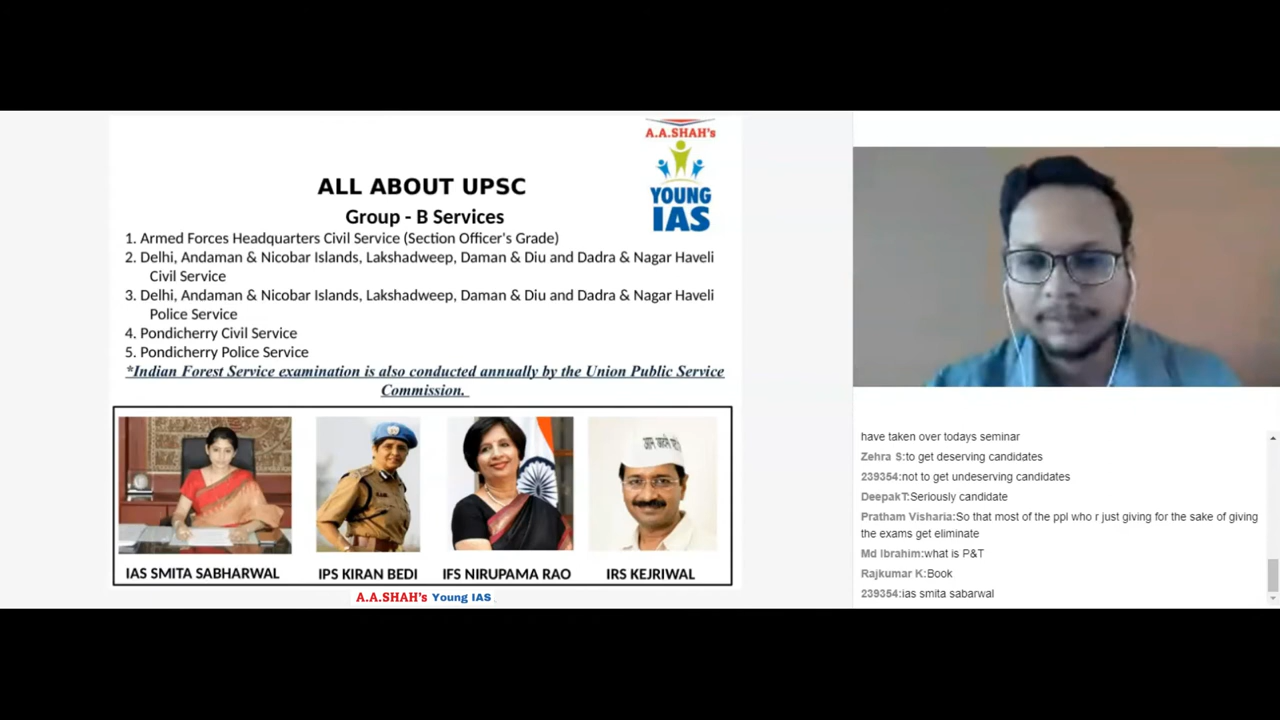 A.A.SHAH's
YOUNG
IAS
ALL ABOUT UPSC
Group - B Services
1. Armed Forces Headquarters Civil Service (Section Officer's Grade)
2. Delhi, Andaman & Nicobar Islands, Lakshadweep, Daman & Diu and Dadra & Nagar Haveli
Civil Service
3. Delhi, Andaman & Nicobar Islands, Lakshadweep, Daman & Diu and Dadra & Nagar Haveli
Police Service
4. Pondicherry Civil Service
5. Pondicherry Police Service
*Indian Forest Service examination is also conducted annually by the Union Public Service
Commission.
IAS SMITA SABHARWAL
IPS KIRAN BEDI
IFS NIRUPAMA RAO
IRS KEJRIWAL
A.A.SHAH's Young IAS
have taken over todays seminar
Zehra S:to get deserving candidates
239354:not to get undeserving candidates
DeepakT:Seriously candidate
Pratham Visharia:So that most of the ppl who r just giving for the sake of giving
the exams get eliminate
Md Ibrahim:what is P&T
Rajkumar K:Book
239354:ias smita sabarwal